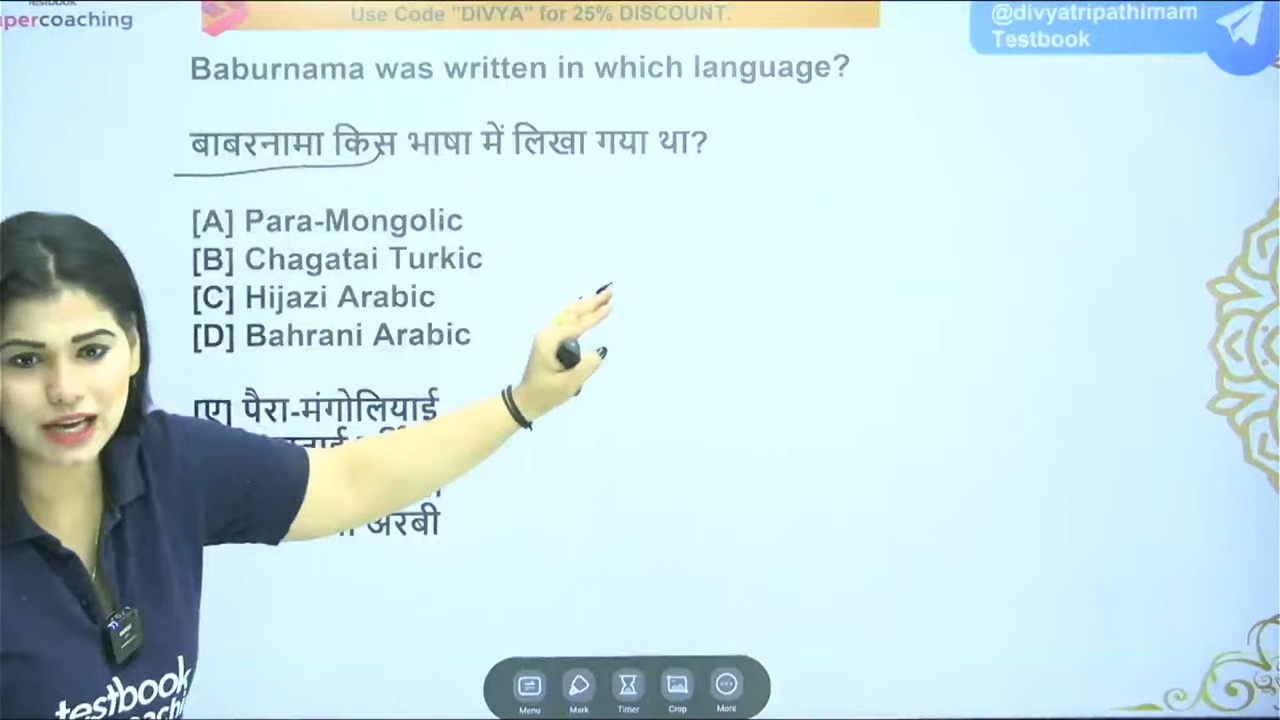 testbook
percoaching
Use Code "DIVYA" for 25% DISCOUNT.
@divyatripathimam
Testbook
Baburnama was written in which language?
बाबरनामा किस भाषा में लिखा गया था?
[A] Para-Mongolic
[B] Chagatai Turkic
[C] Hijazi Arabic
[D] Bahrani Arabic
[ए] पैरा-मंगोलियाई
अरबी
testbook
Menu
Mark
Timer
Crop
More